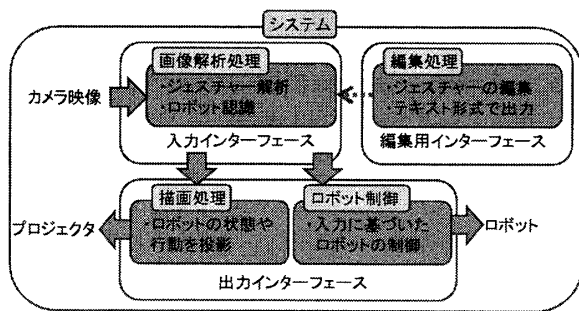 システム
画像解析処理
・ジェスチャー解析
・ロボット認識
入力インターフェース
編集処理
・ジェスチャーの編集
・テキスト形式で出力
編集用インターフェース
カメラ映像
描画処理
・ロボットの状態や
行動を投影
ロボット制御
・入力に基づいた
ロボットの制御
出力インターフェース
プロジェクタ
ロボット